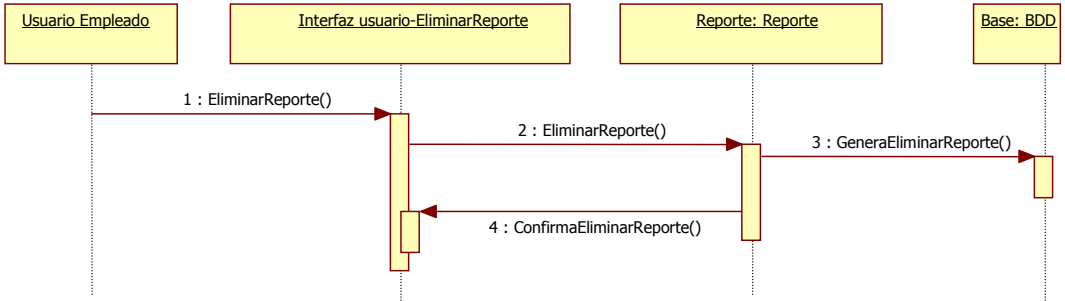 Usuario Empleado
Interfaz usuario-EliminarReporte
Reporte: Reporte
Base: BDD
1 : EliminarReporte()
2 : EliminarReporte()
3 : GeneraEliminarReporte()
4 : ConfirmaEliminarReporte()